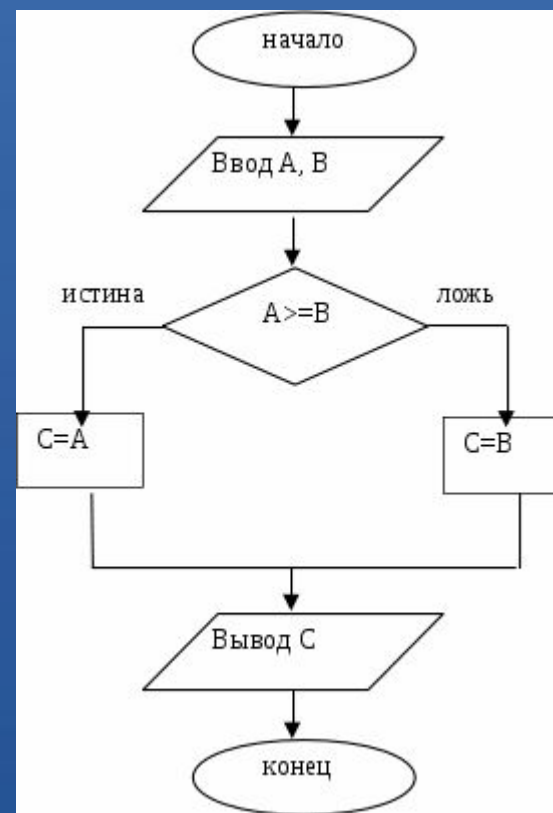 начало
Ввод А, В
истина
ложь
А>=В
С=А
С=В
Вывод С
конец